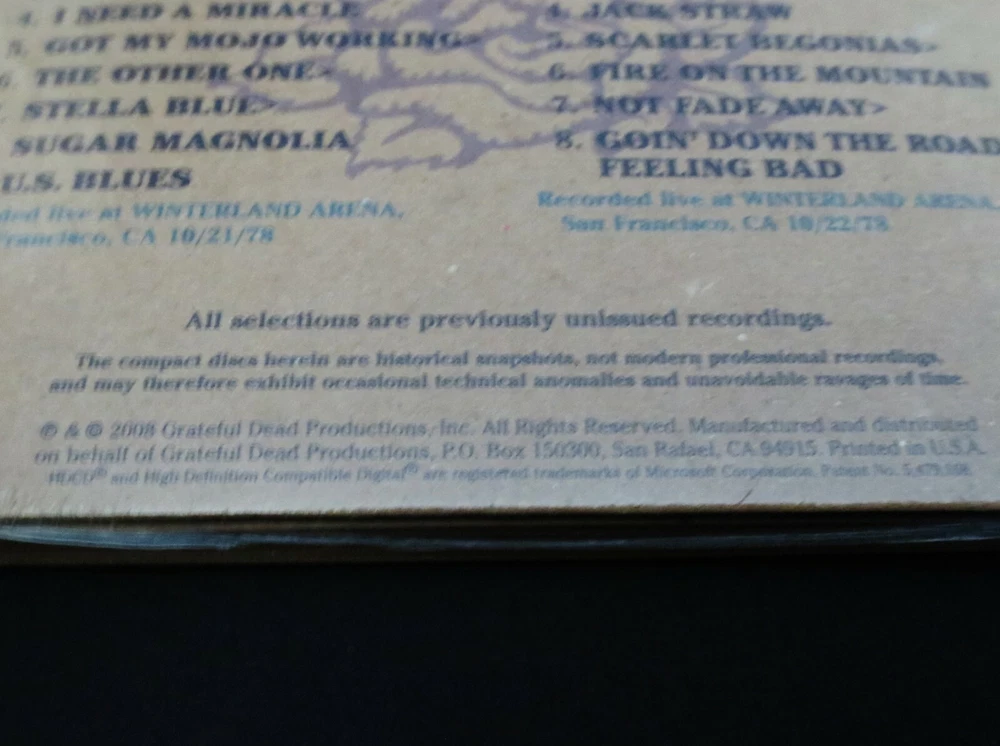 4. I NEED A MIRACLE
5. GOT MY MOJO WORKING>
6. THE OTHER ONE>
STELLA BLUE>
SUGAR MAGNOLIA
U.S. BLUES
ded live at WINTERLAND ARENA,
Francisco, CA 10/21/78
4. JACK STRAW
5. SCARLET BEGONIAS>
6. FIRE ON THE MOUNTAIN
7. NOT FADE AWAY>
8. GOIN' DOWN THE ROAD
FEELING BAD
Recorded live at WINTERLAND ARENA,
San Francisco, CA 10/22/78
All selections are previously unissued recordings.
The compact discs herein are historical snapshots, not modern professional recordings,
and may therefore exhibit occasional technical anomalies and unavoidable ravages of time.
℗ & © 2008 Grateful Dead Productions, Inc. All Rights Reserved. Manufactured and distributed
on behalf of Grateful Dead Productions, P.O. Box 150300, San Rafael, CA 94915. Printed in U.S.A.
HDCD® and High Definition Compatible Digital® are registered trademarks of Microsoft Corporation. Patent No.